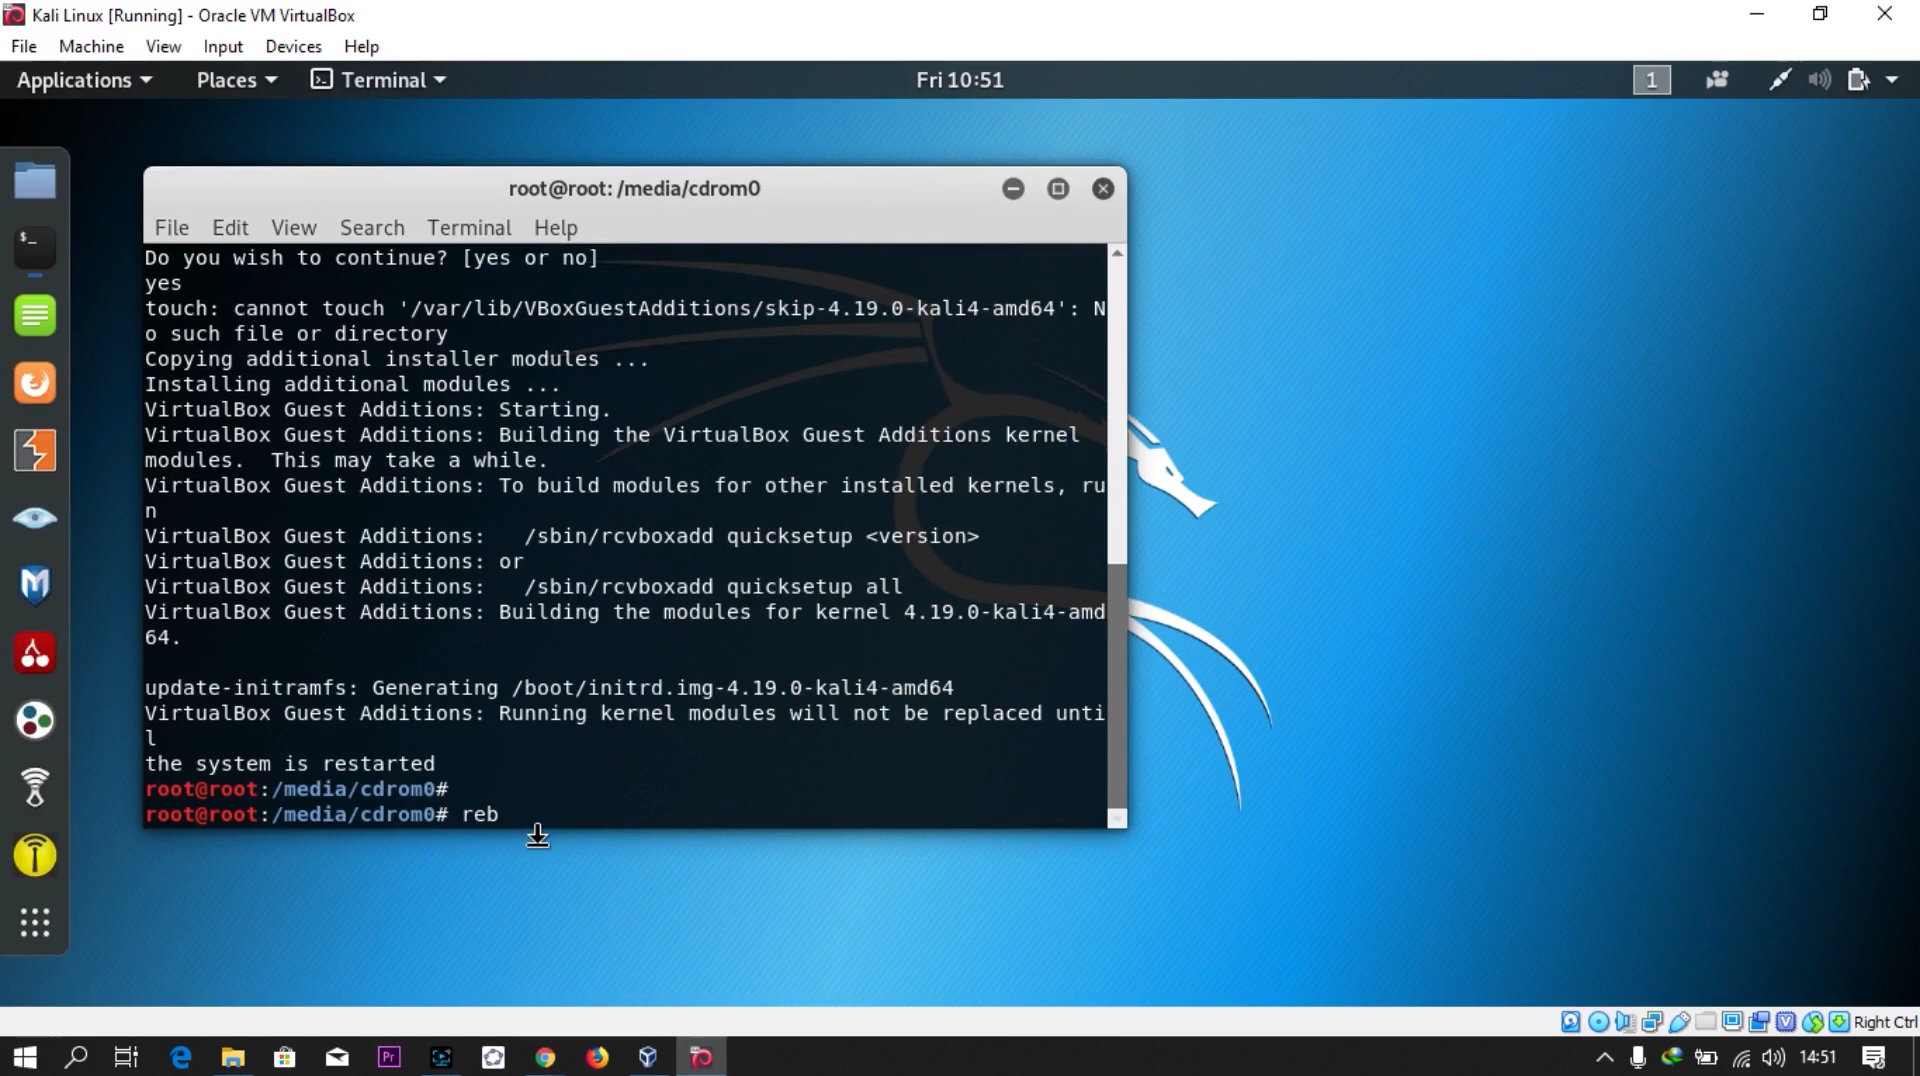 Kali Linux [Running] - Oracle VM VirtualBox
File Machine View Input Devices Help
Applications Places Terminal Fri 10:51 1
root@root: /media/cdrom0
File Edit View Search Terminal Help
Do you wish to continue? [yes or no]
yes
touch: cannot touch '/var/lib/VBoxGuestAdditions/skip-4.19.0-kali4-amd64': N
o such file or directory
Copying additional installer modules ...
Installing additional modules ...
VirtualBox Guest Additions: Starting.
VirtualBox Guest Additions: Building the VirtualBox Guest Additions kernel
modules.  This may take a while.
VirtualBox Guest Additions: To build modules for other installed kernels, ru
n
VirtualBox Guest Additions:   /sbin/rcvboxadd quicksetup <version>
VirtualBox Guest Additions: or
VirtualBox Guest Additions:   /sbin/rcvboxadd quicksetup all
VirtualBox Guest Additions: Building the modules for kernel 4.19.0-kali4-amd
64.
update-initramfs: Generating /boot/initrd.img-4.19.0-kali4-amd64
VirtualBox Guest Additions: Running kernel modules will not be replaced unti
l
the system is restarted
root@root:/media/cdrom0#
root@root:/media/cdrom0# reb
Right Ctrl
Pr
14:51